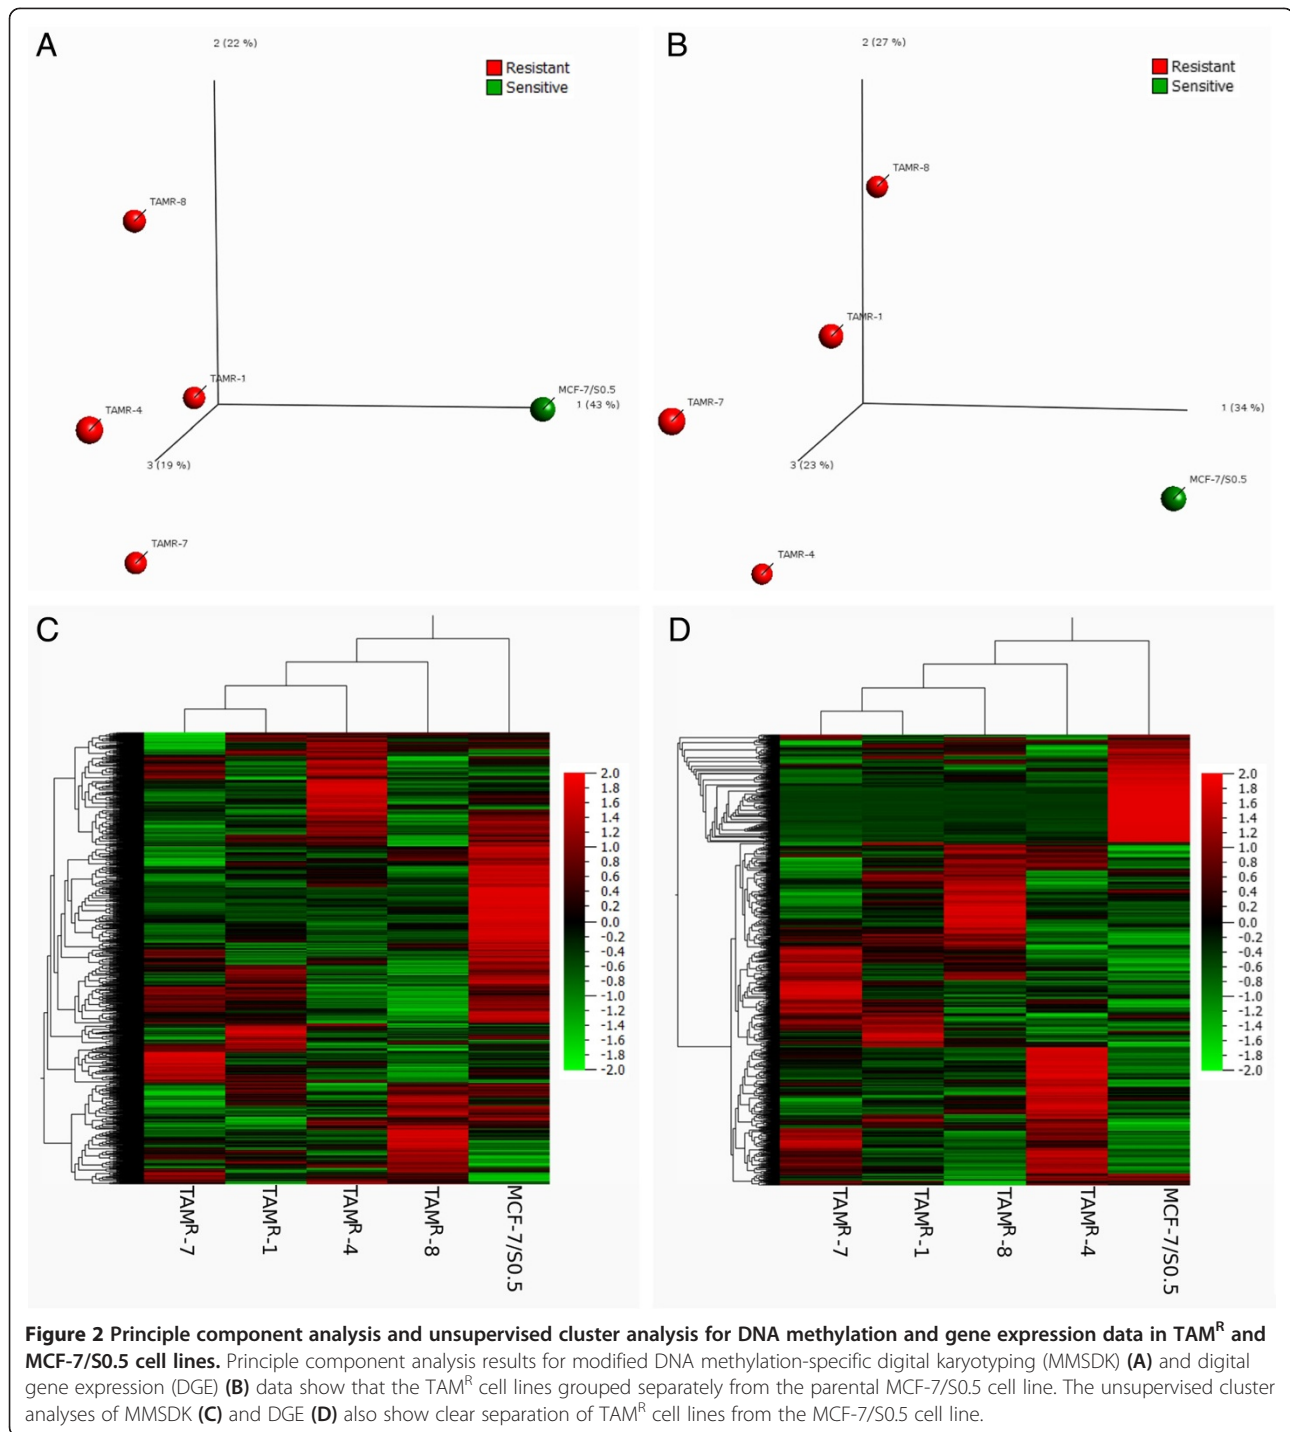 A
2 (22 %)
Resistant
Sensitive
TAMR-8
TAMR-1
TAMR-4
MCF-7/S0.5
1 (43 %)
3 (19 %)
TAMR-7
B
2 (27 %)
Resistant
Sensitive
TAMR-8
TAMR-1
TAMR-7
1 (34 %)
3 (23 %)
MCF-7/S0.5
TAMR-4
C
2.0
1.8
1.6
1.4
1.2
1.0
0.8
0.6
0.4
0.2
0.0
-0.2
-0.4
-0.6
-0.8
-1.0
-1.2
-1.4
-1.6
-1.8
-2.0
TAMᴿ-7
TAMᴿ-1
TAMᴿ-4
TAMᴿ-8
MCF-7/S0.5
D
2.0
1.8
1.6
1.4
1.2
1.0
0.8
0.6
0.4
0.2
0.0
-0.2
-0.4
-0.6
-0.8
-1.0
-1.2
-1.4
-1.6
-1.8
-2.0
TAMᴿ-7
TAMᴿ-1
TAMᴿ-8
TAMᴿ-4
MCF-7/S0.5
Figure 2 Principle component analysis and unsupervised cluster analysis for DNA methylation and gene expression data in TAMᴿ and
MCF-7/S0.5 cell lines. Principle component analysis results for modified DNA methylation-specific digital karyotyping (MMSDK) (A) and digital
gene expression (DGE) (B) data show that the TAMᴿ cell lines grouped separately from the parental MCF-7/S0.5 cell line. The unsupervised cluster
analyses of MMSDK (C) and DGE (D) also show clear separation of TAMᴿ cell lines from the MCF-7/S0.5 cell line.